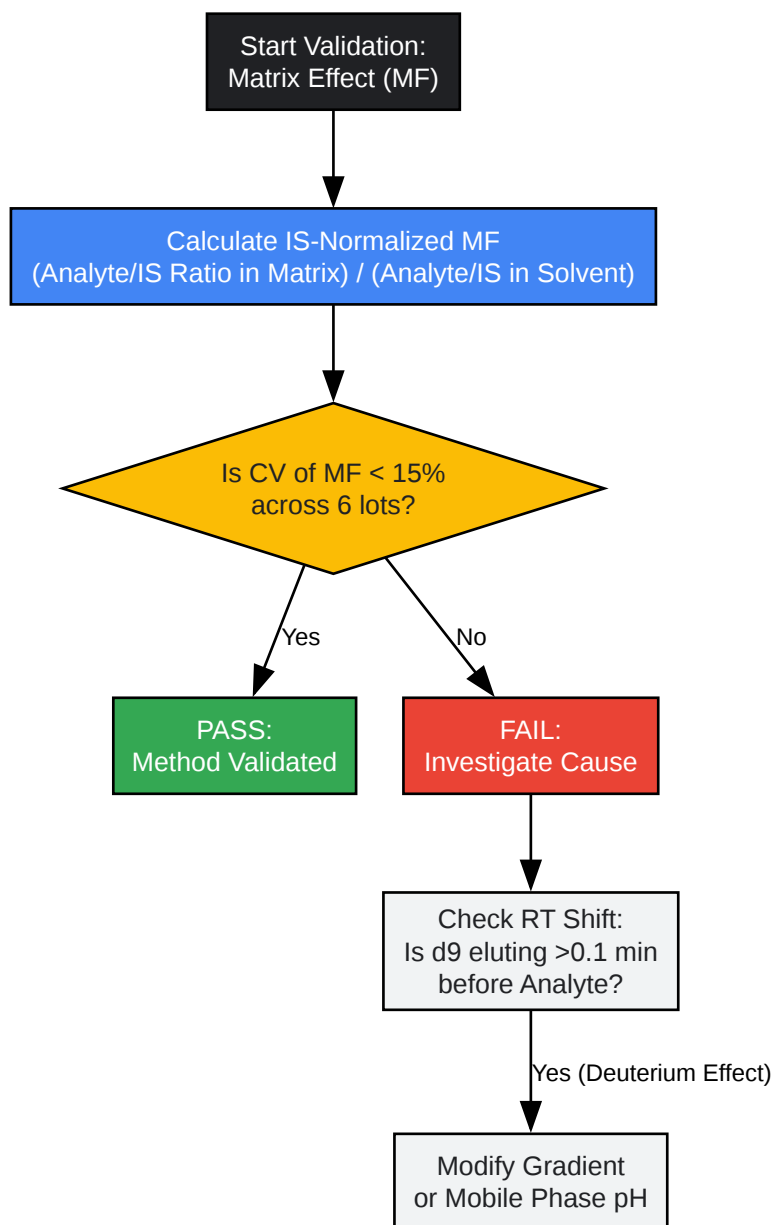 Start Validation:
Matrix Effect (MF)
Calculate IS-Normalized MF
(Analyte/IS Ratio in Matrix) / (Analyte/IS in Solvent)
Is CV of MF < 15%
across 6 lots?
Yes
No
PASS:
Method Validated
FAIL:
Investigate Cause
Check RT Shift:
Is d9 eluting >0.1 min
before Analyte?
Yes (Deuterium Effect)
Modify Gradient
or Mobile Phase pH